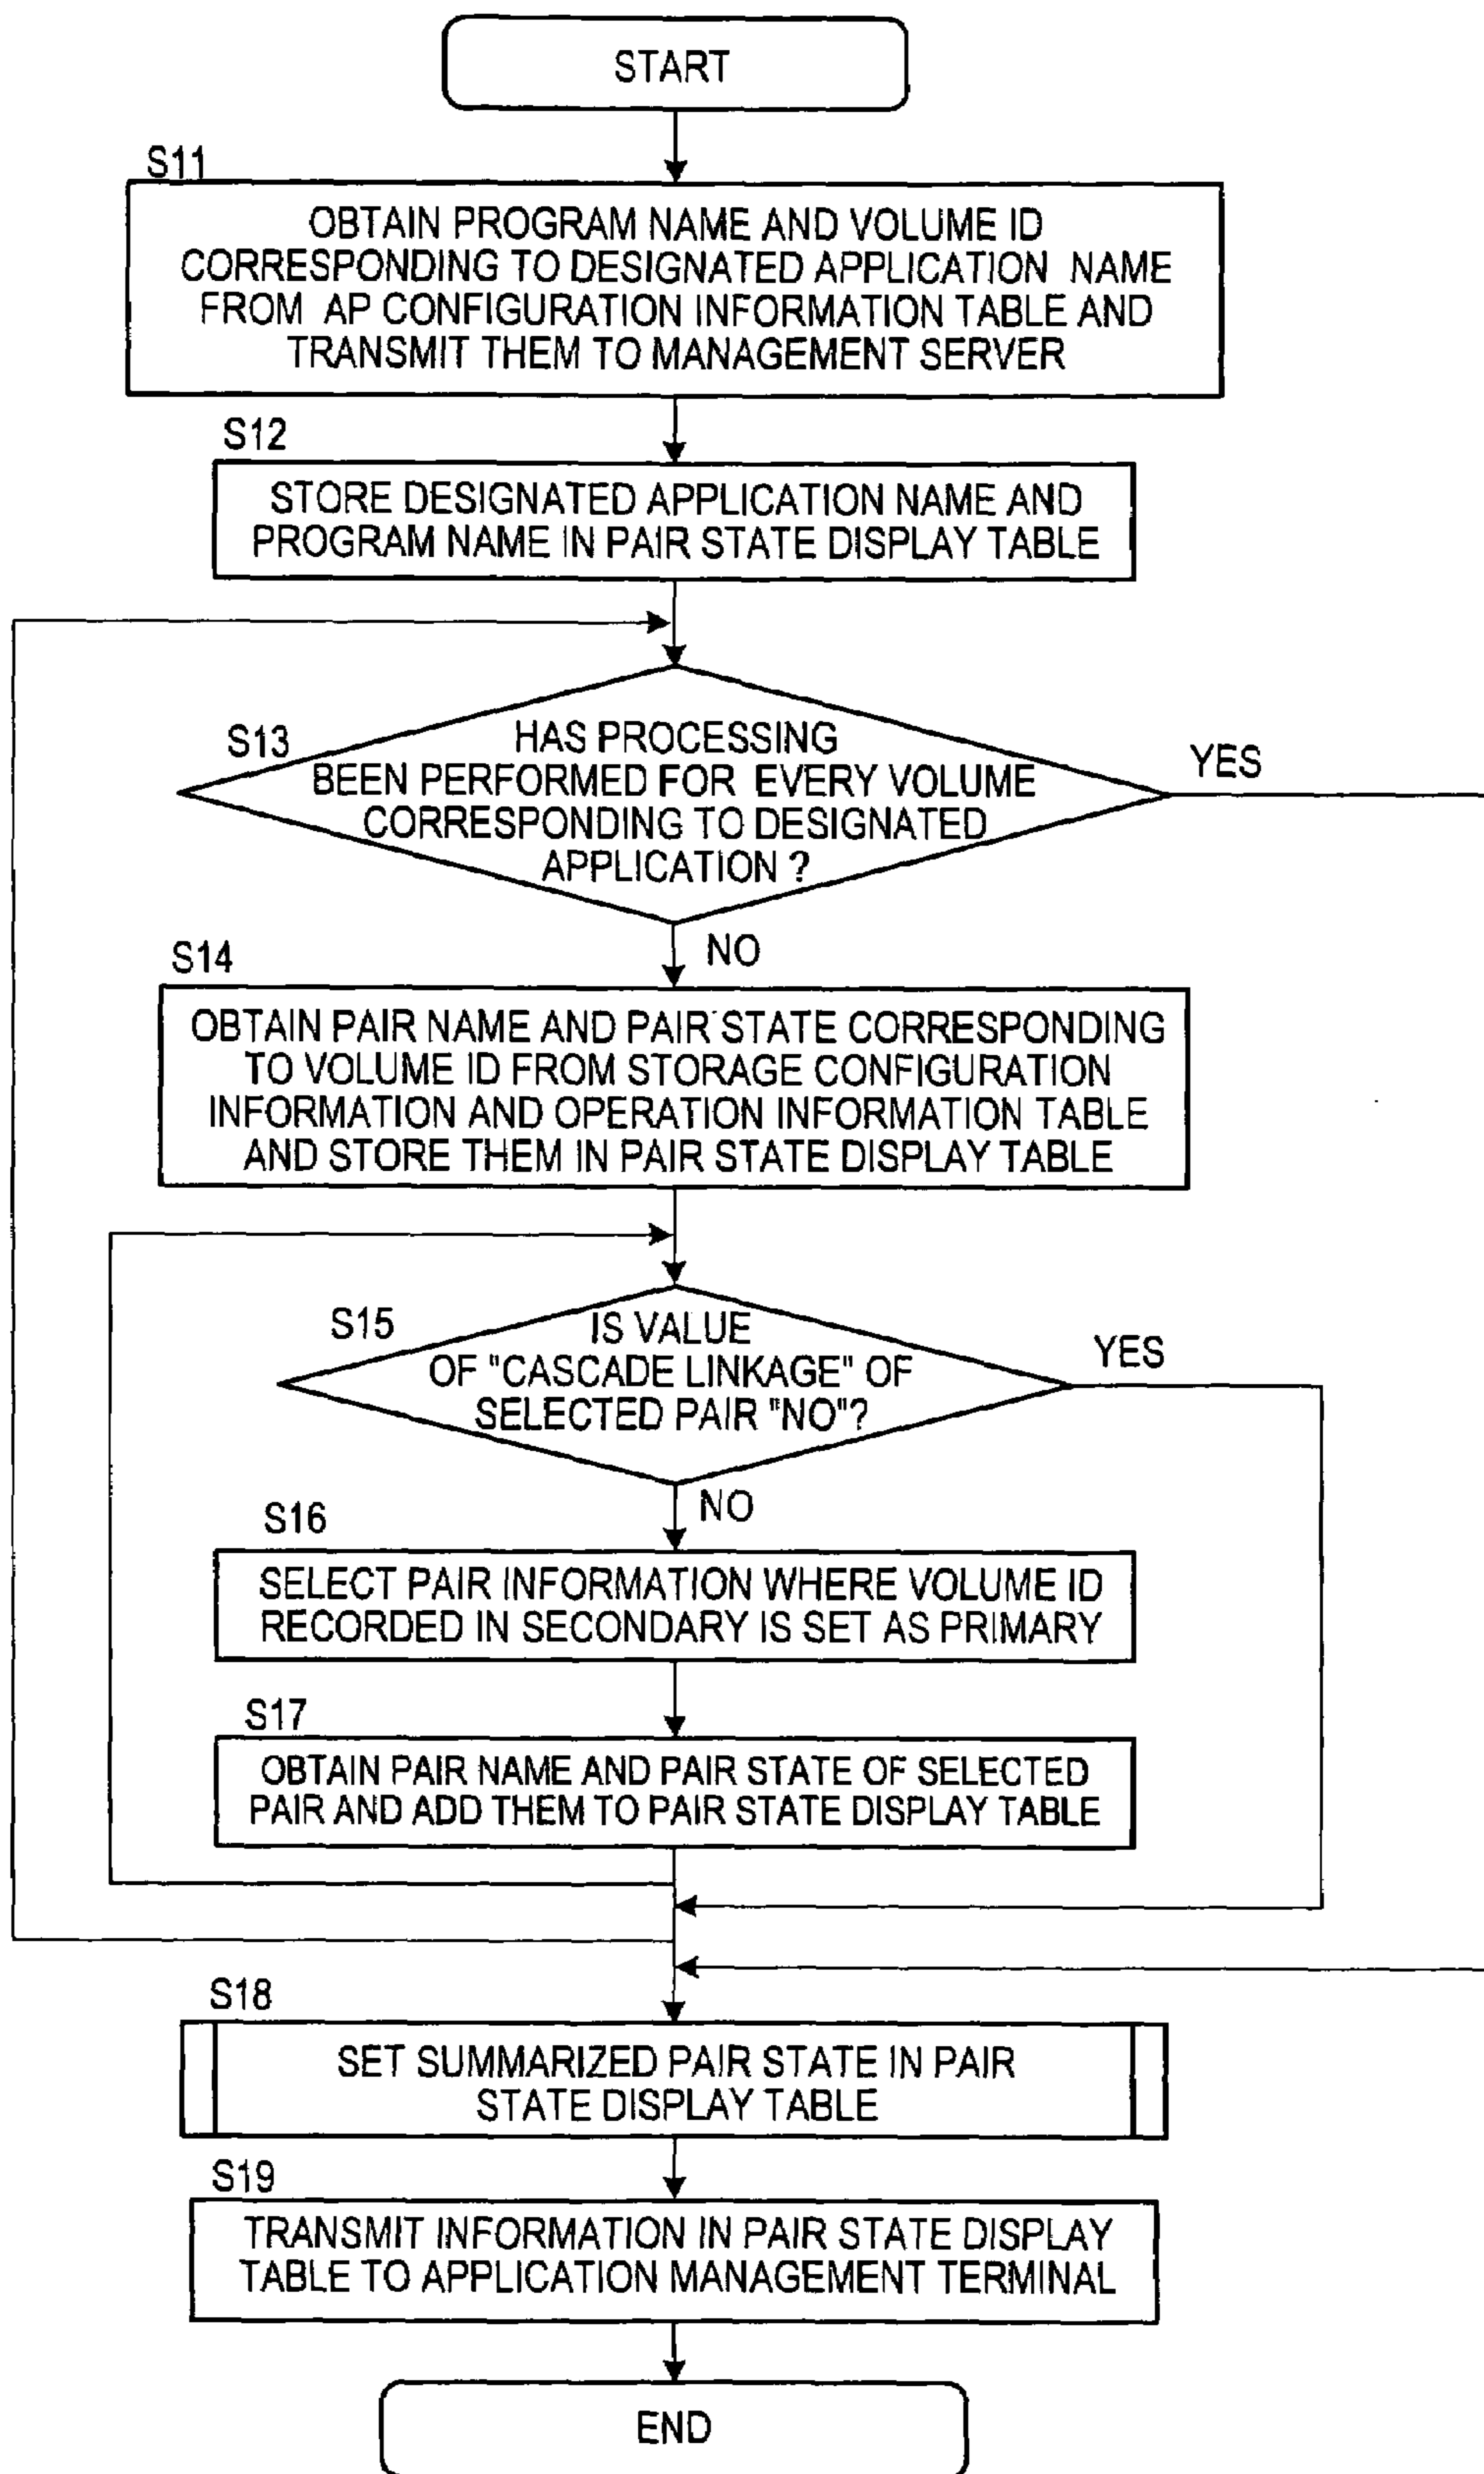 START
S11
OBTAIN PROGRAM NAME AND VOLUME ID
CORRESPONDING TO DESIGNATED APPLICATION NAME
FROM AP CONFIGURATION INFORMATION TABLE AND
TRANSMIT THEM TO MANAGEMENT SERVER
S12
STORE DESIGNATED APPLICATION NAME AND
PROGRAM NAME IN PAIR STATE DISPLAY TABLE
S13
HAS PROCESSING
BEEN PERFORMED FOR EVERY VOLUME
CORRESPONDING TO DESIGNATED
APPLICATION ?
YES
NO
S14
OBTAIN PAIR NAME AND PAIR STATE CORRESPONDING
TO VOLUME ID FROM STORAGE CONFIGURATION
INFORMATION AND OPERATION INFORMATION TABLE
AND STORE THEM IN PAIR STATE DISPLAY TABLE
S15
IS VALUE
OF "CASCADE LINKAGE" OF
SELECTED PAIR "NO"?
YES
NO
S16
SELECT PAIR INFORMATION WHERE VOLUME ID
RECORDED IN SECONDARY IS SET AS PRIMARY
S17
OBTAIN PAIR NAME AND PAIR STATE OF SELECTED
PAIR AND ADD THEM TO PAIR STATE DISPLAY TABLE
S18
SET SUMMARIZED PAIR STATE IN PAIR
STATE DISPLAY TABLE
S19
TRANSMIT INFORMATION IN PAIR STATE DISPLAY
TABLE TO APPLICATION MANAGEMENT TERMINAL
END